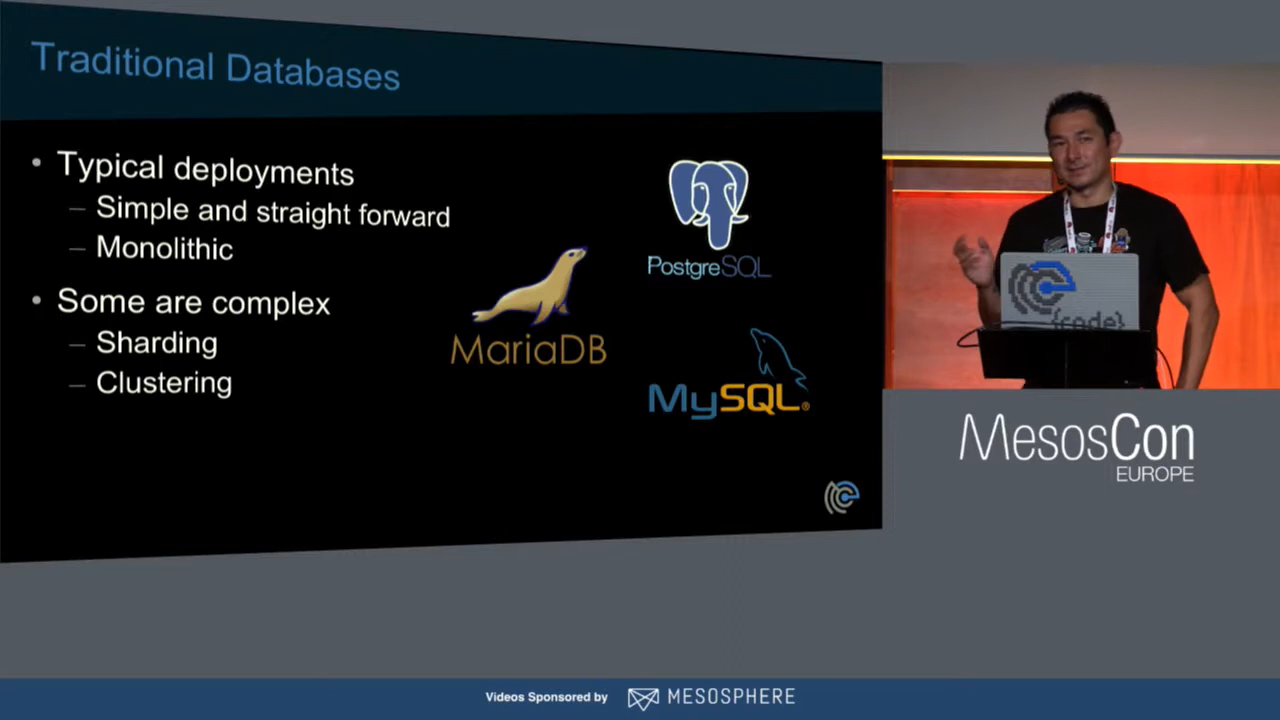 Traditional Databases
• Typical deployments
– Simple and straight forward
– Monolithic
• Some are complex
– Sharding
– Clustering
PostgreSQL
MariaDB
MySQL®
{code}
MesosCon
EUROPE
Videos Sponsored by MESOSPHERE